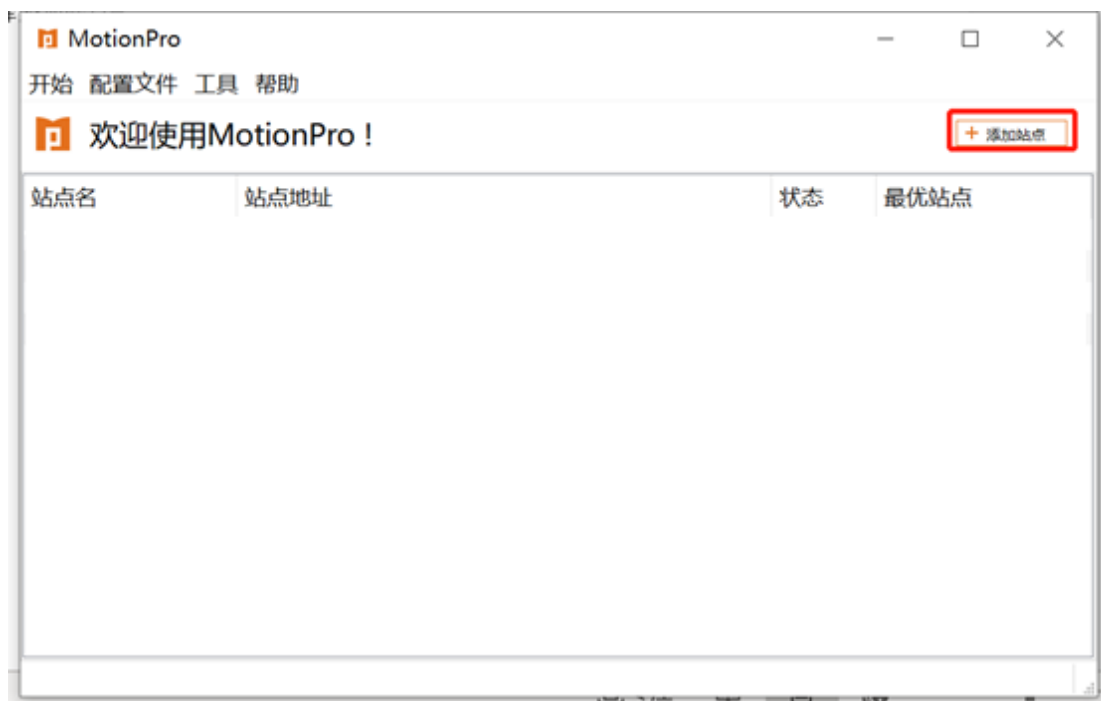 MotionPro
开始 配置文件 工具 帮助
欢迎使用MotionPro！
+ 添加站点
站点名 站点地址 状态 最优站点